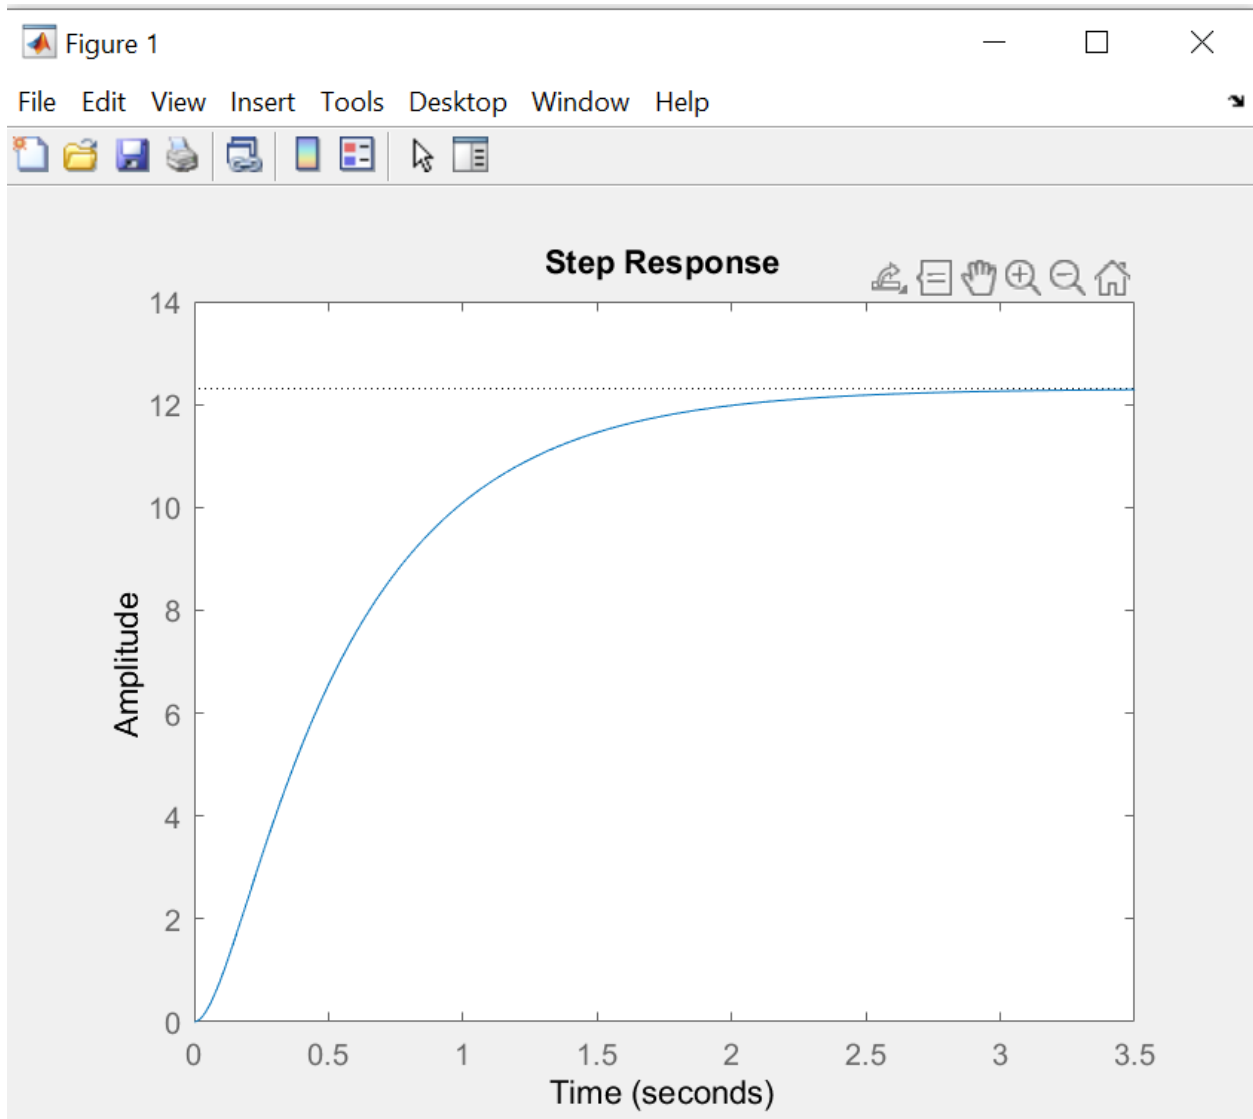 Figure 1
File Edit View Insert Tools Desktop Window Help
Step Response
14
12
10
8
6
4
2
0
Amplitude
0 0.5 1 1.5 2 2.5 3 3.5
Time (seconds)